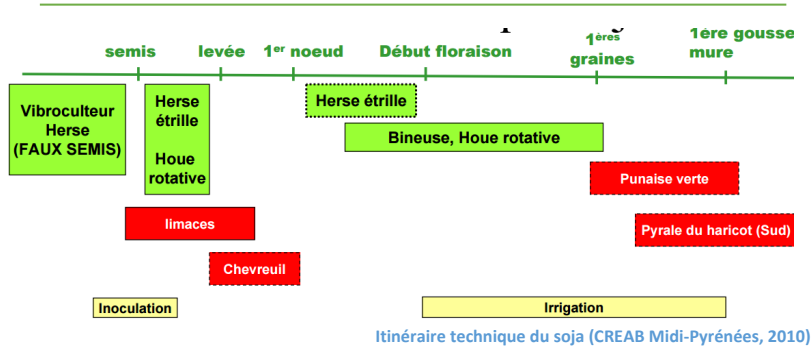 semis
levée
1er noeud
Début floraison
1ères
graines
1ère gousse
mure
Vibroculteur
Herse
(FAUX SEMIS)
Herse
étrille
Houe
rotative
Herse étrille
Bineuse, Houe rotative
Punaise verte
limaces
Pyrale du haricot (Sud)
Chevreuil
Inoculation
Irrigation
Itinéraire technique du soja (CREAB Midi-Pyrénées, 2010)